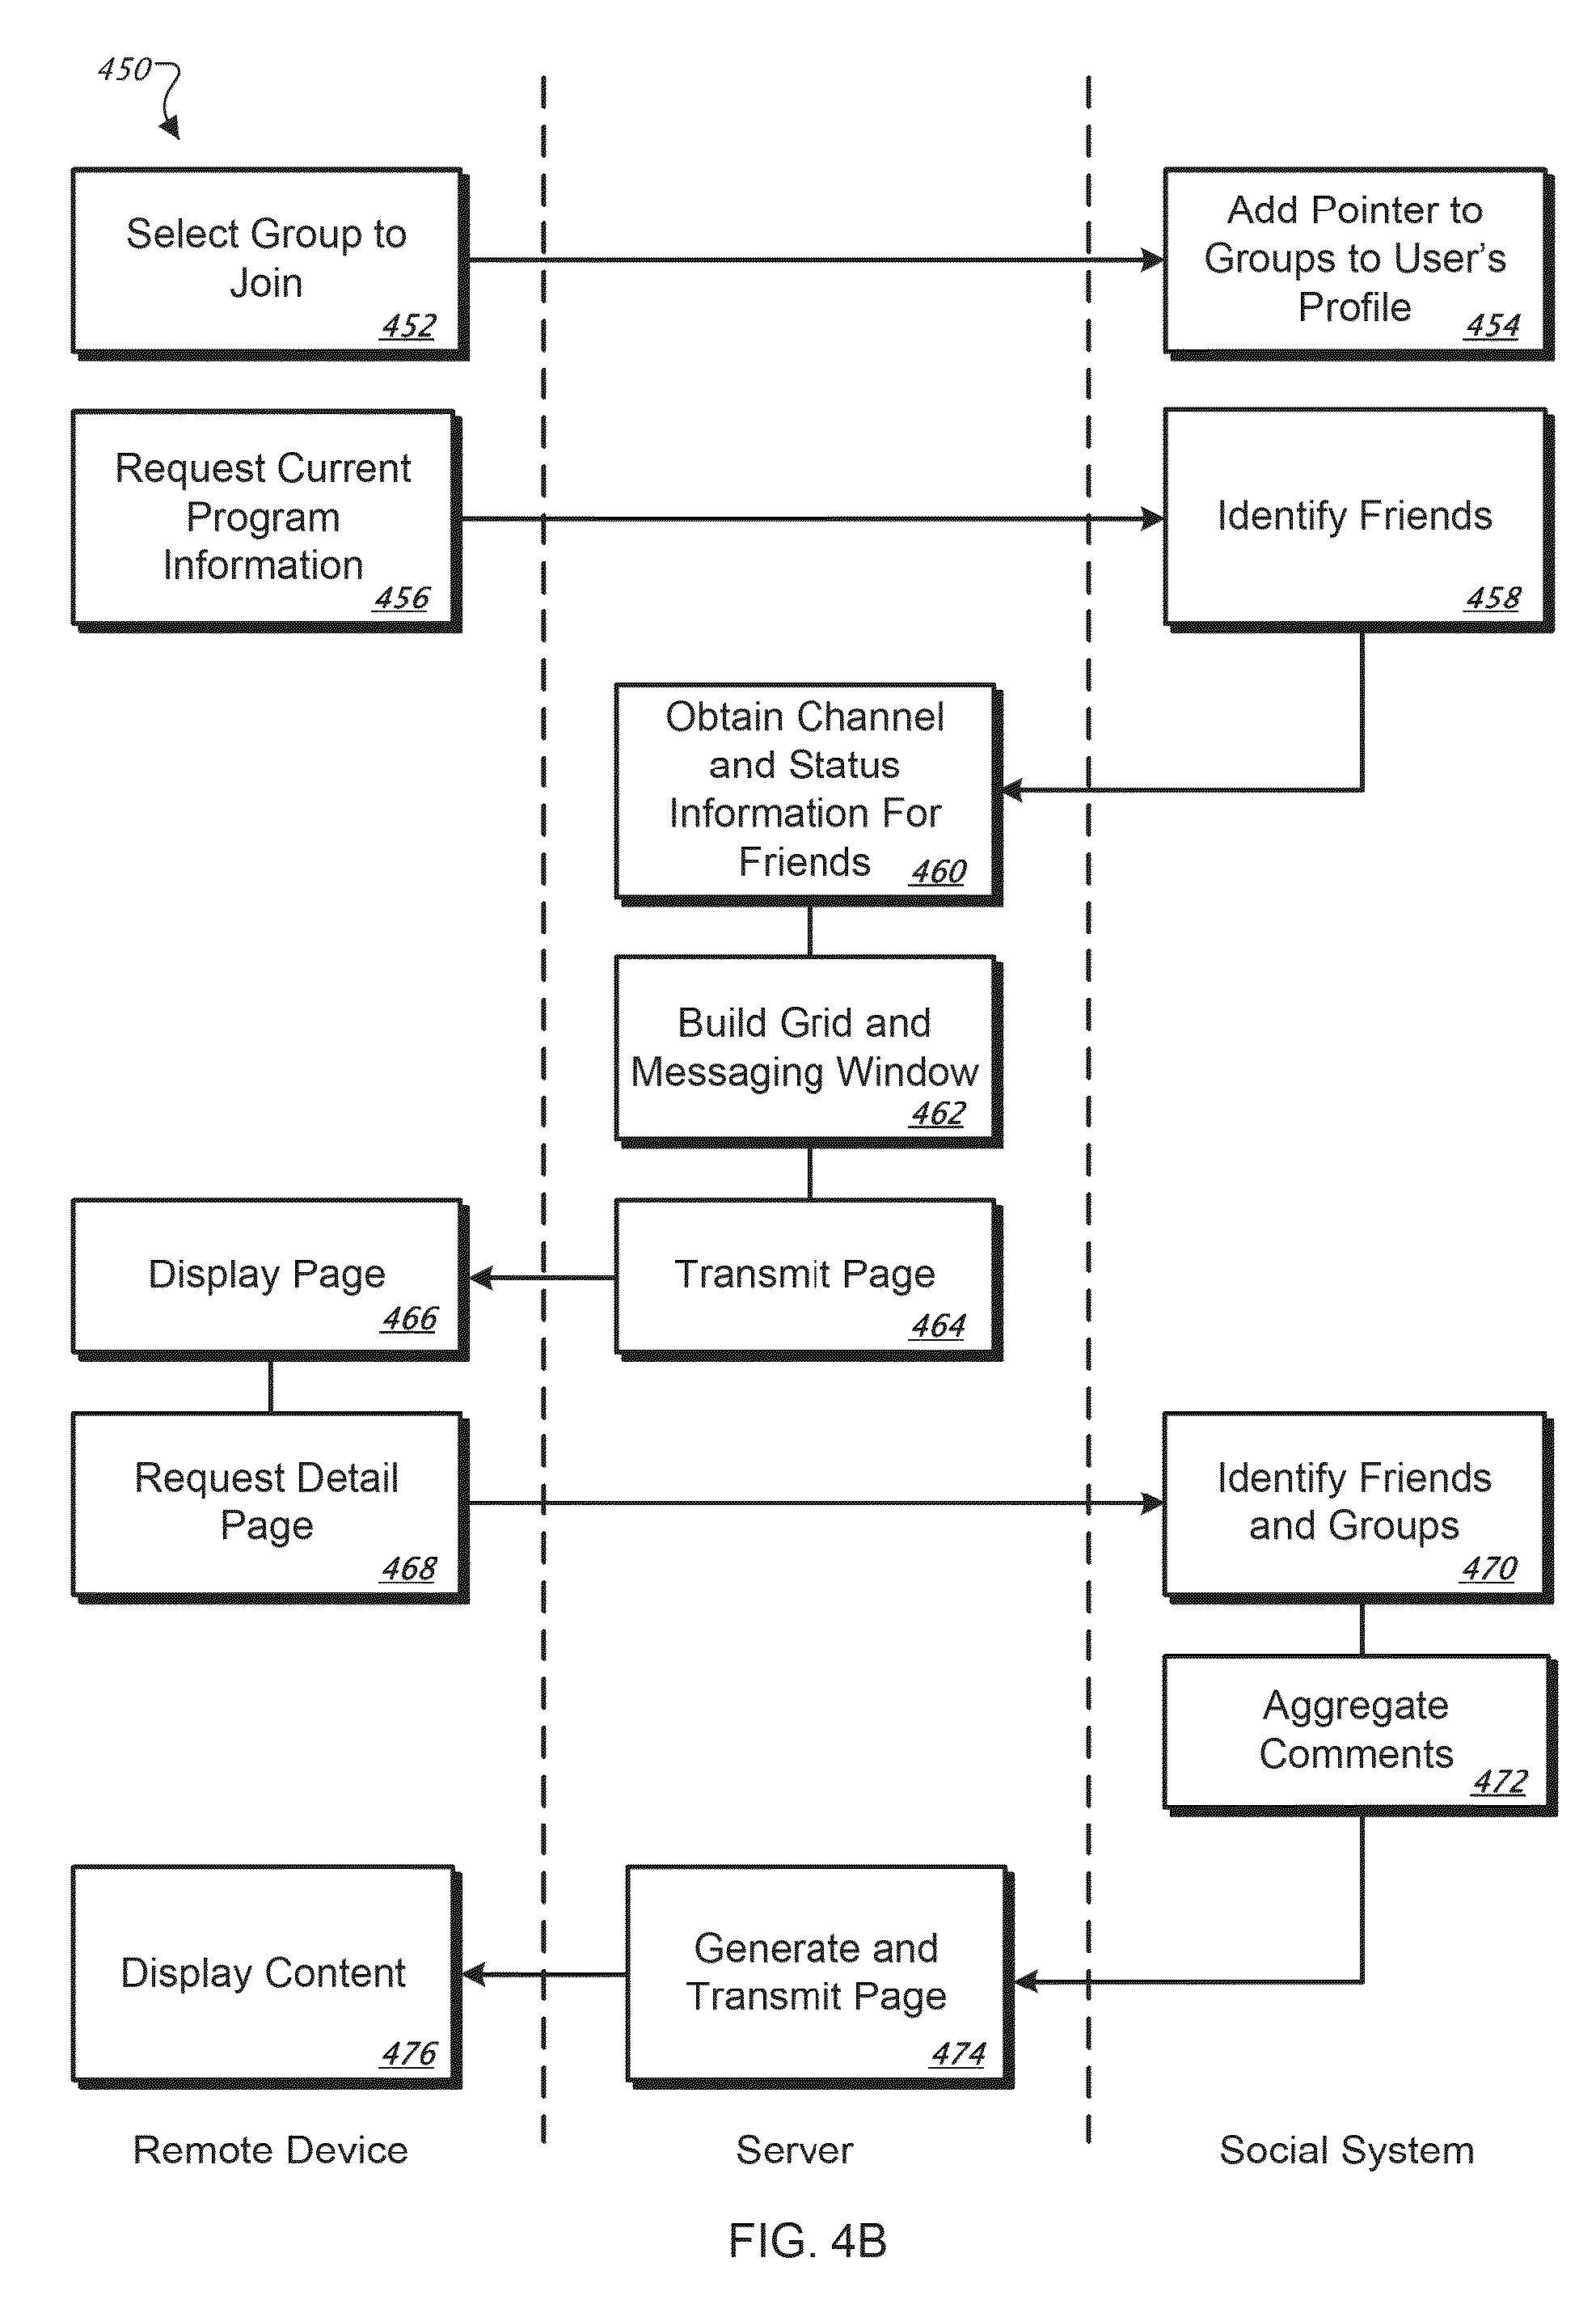 450
Select Group to
Join
452
Add Pointer to
Groups to User's
Profile
454
Request Current
Program
Information
456
Identify Friends
458
Obtain Channel
and Status
Information For
Friends
460
Build Grid and
Messaging Window
462
Display Page
466
Transmit Page
464
Request Detail
Page
468
Identify Friends
and Groups
470
Aggregate
Comments
472
Display Content
476
Generate and
Transmit Page
474
Remote Device
Server
Social System
FIG. 4B